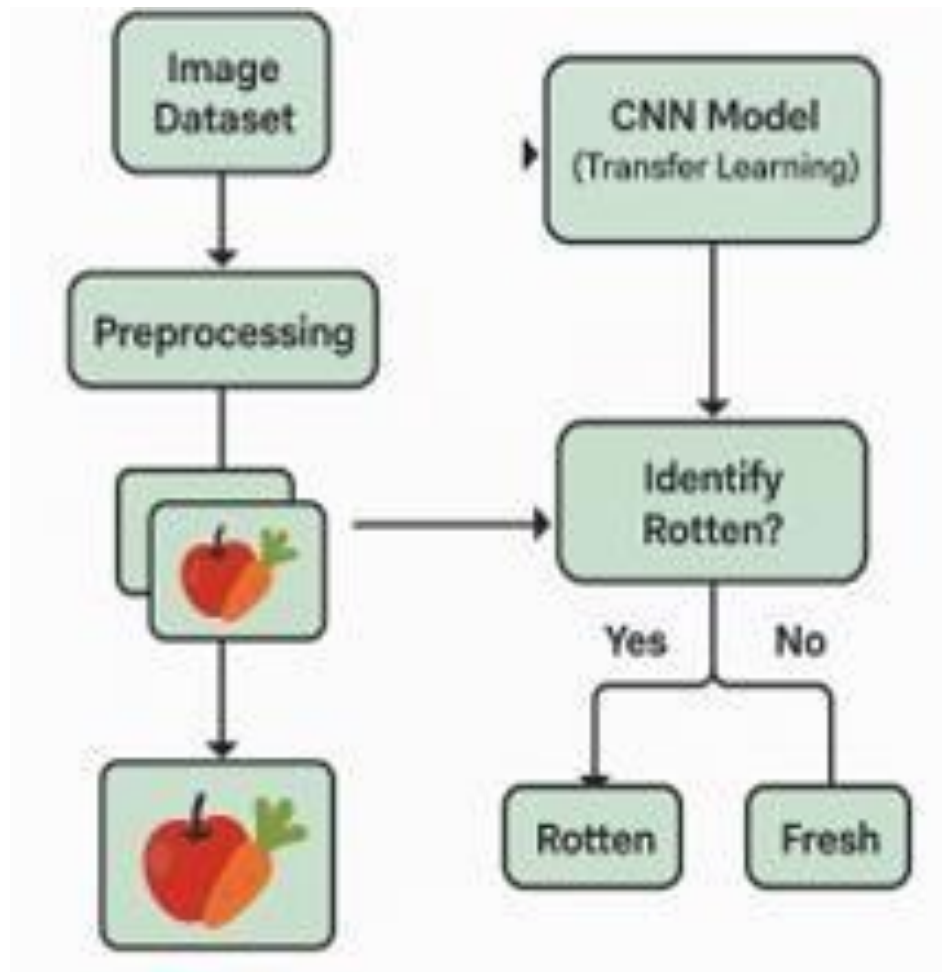 Image
Dataset
Preprocessing
CNN Model
(Transfer Learning)
Identify
Rotten?
Yes
No
Rotten
Fresh